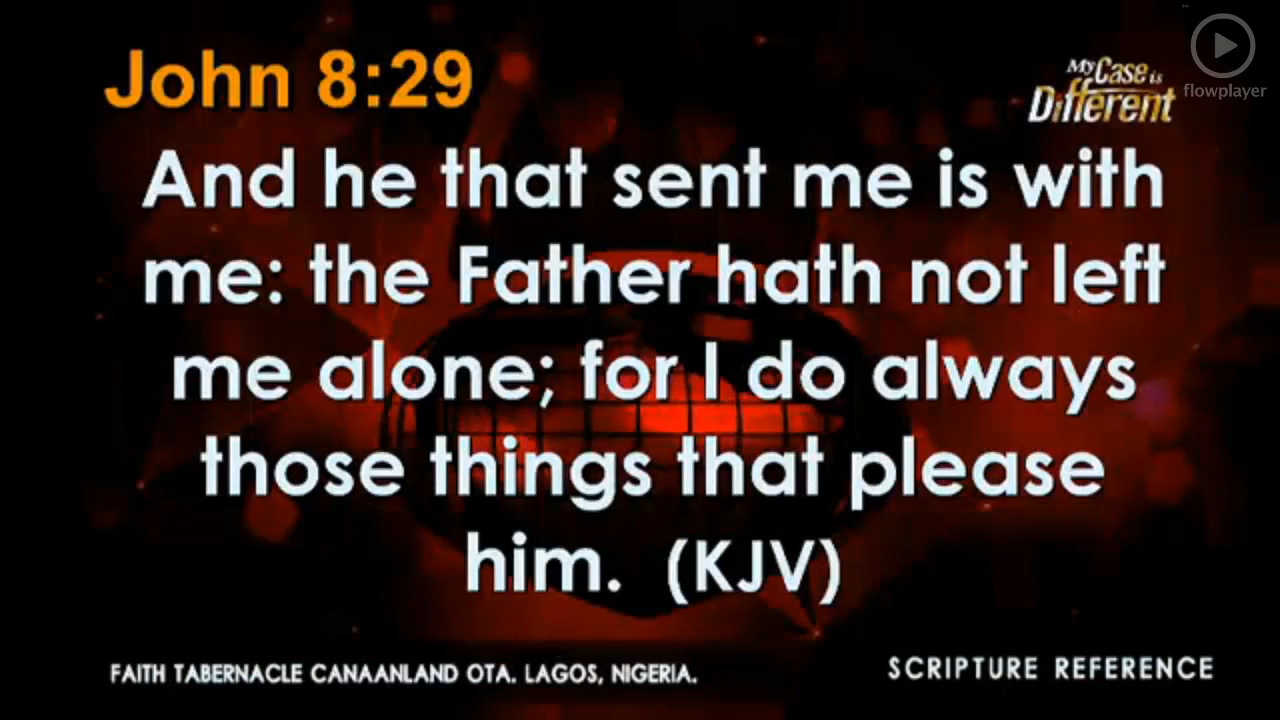 John 8:29
My Case is
Different
flowplayer
And he that sent me is with
me: the Father hath not left
me alone; for I do always
those things that please
him. (KJV)
FAITH TABERNACLE CANAANLAND OTA. LAGOS, NIGERIA.
SCRIPTURE REFERENCE